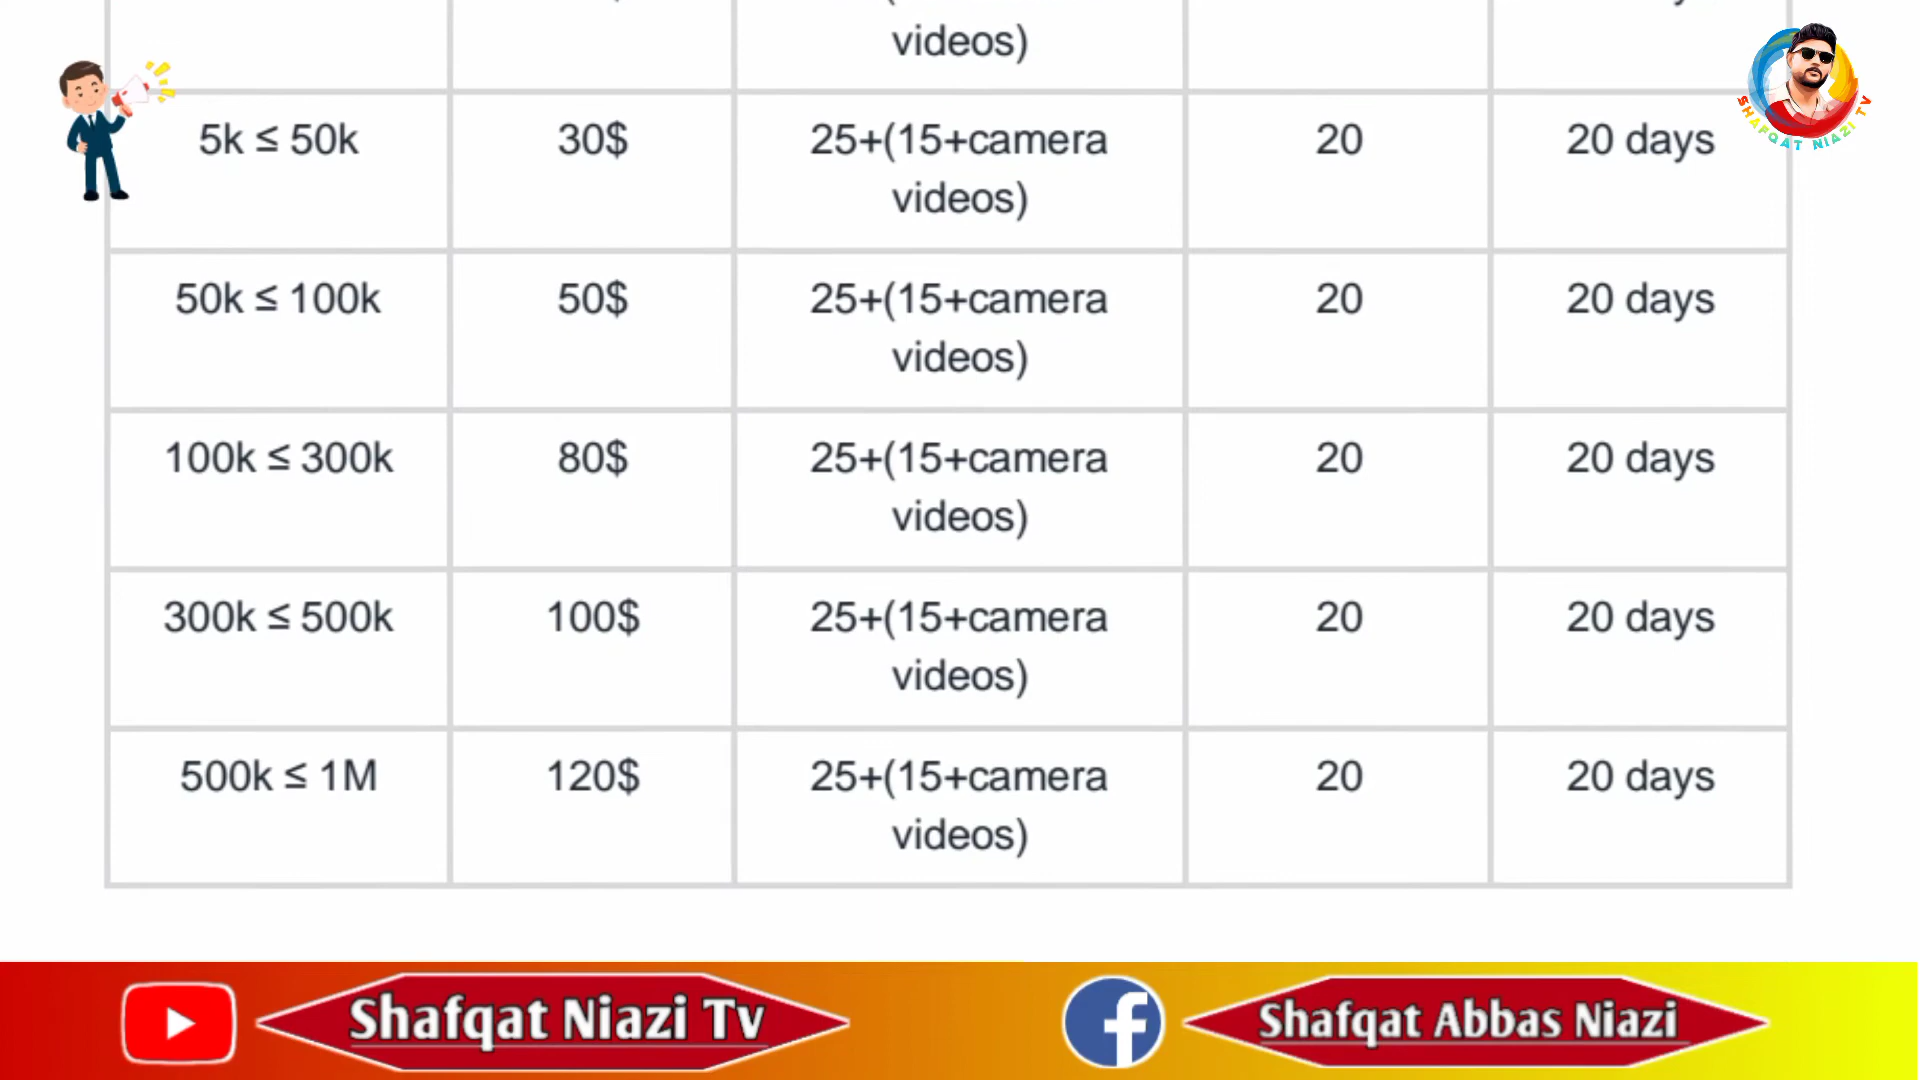 videos)
5k ≤ 50k 30$ 25+(15+camera videos) 20 20 days
50k ≤ 100k 50$ 25+(15+camera videos) 20 20 days
100k ≤ 300k 80$ 25+(15+camera videos) 20 20 days
300k ≤ 500k 100$ 25+(15+camera videos) 20 20 days
500k ≤ 1M 120$ 25+(15+camera videos) 20 20 days
SHAFQAT NIAZI TV
Shafqat Niazi Tv
Shafqat Abbas Niazi